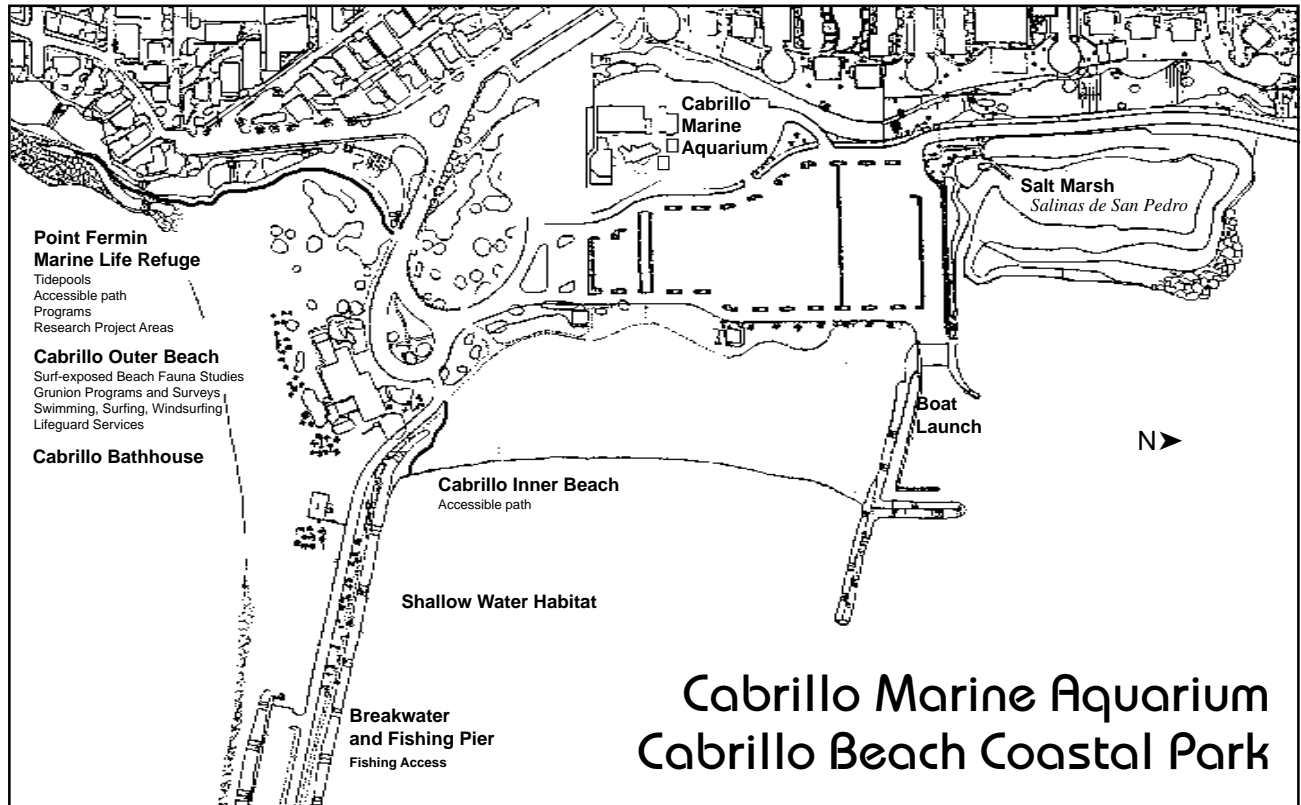 Cabrillo
Marine
Aquarium
Salt Marsh
Salinas de San Pedro
Point Fermin
Marine Life Refuge
Tidepools
Accessible path
Programs
Research Project Areas
Cabrillo Outer Beach
Surf-exposed Beach Fauna Studies
Grunion Programs and Surveys
Swimming, Surfing, Windsurfing
Lifeguard Services
Cabrillo Bathhouse
Boat
Launch
N
Cabrillo Inner Beach
Accessible path
Shallow Water Habitat
Breakwater
and Fishing Pier
Fishing Access
Cabrillo Marine Aquarium
Cabrillo Beach Coastal Park